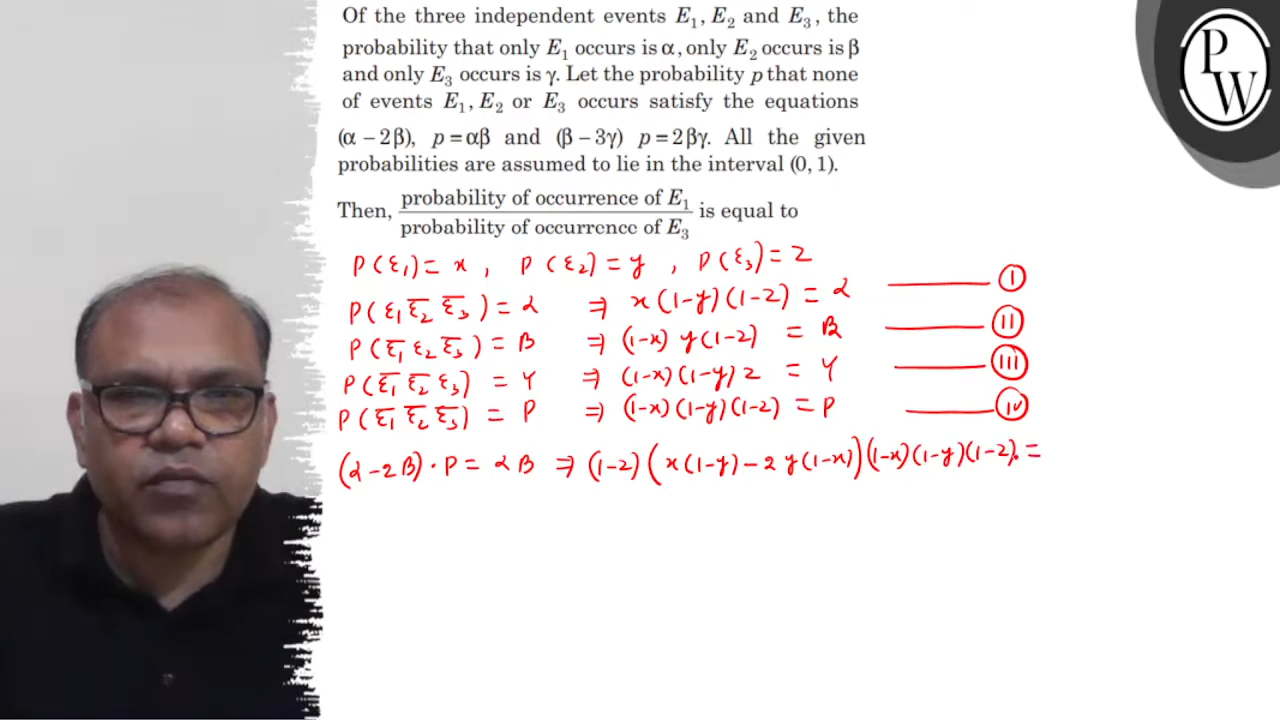 Of the three independent events E₁, E₂ and E₃, the
probability that only E₁ occurs is α, only E₂ occurs is β
and only E₃ occurs is γ. Let the probability p that none
of events E₁, E₂ or E₃ occurs satisfy the equations
(α – 2β), p = αβ and (β – 3γ) p = 2βγ. All the given
probabilities are assumed to lie in the interval (0, 1).
Then, probability of occurrence of E₁ / probability of occurrence of E₃ is equal to
P(E₁) = x, P(E₂) = y, P(E₃) = z
P(E₁ E̅₂ E̅₃) = α ⇒ x(1-y)(1-z) = α —— I
P(E̅₁ E₂ E̅₃) = β ⇒ (1-x) y(1-z) = β —— II
P(E̅₁ E̅₂ E₃) = γ ⇒ (1-x)(1-y) z = γ —— III
P(E̅₁ E̅₂ E̅₃) = P ⇒ (1-x)(1-y)(1-z) = P —— IV
(α-2β)·P = αβ ⇒ (1-z)(x(1-y)-2y(1-x))(1-x)(1-y)(1-z) =
P
W